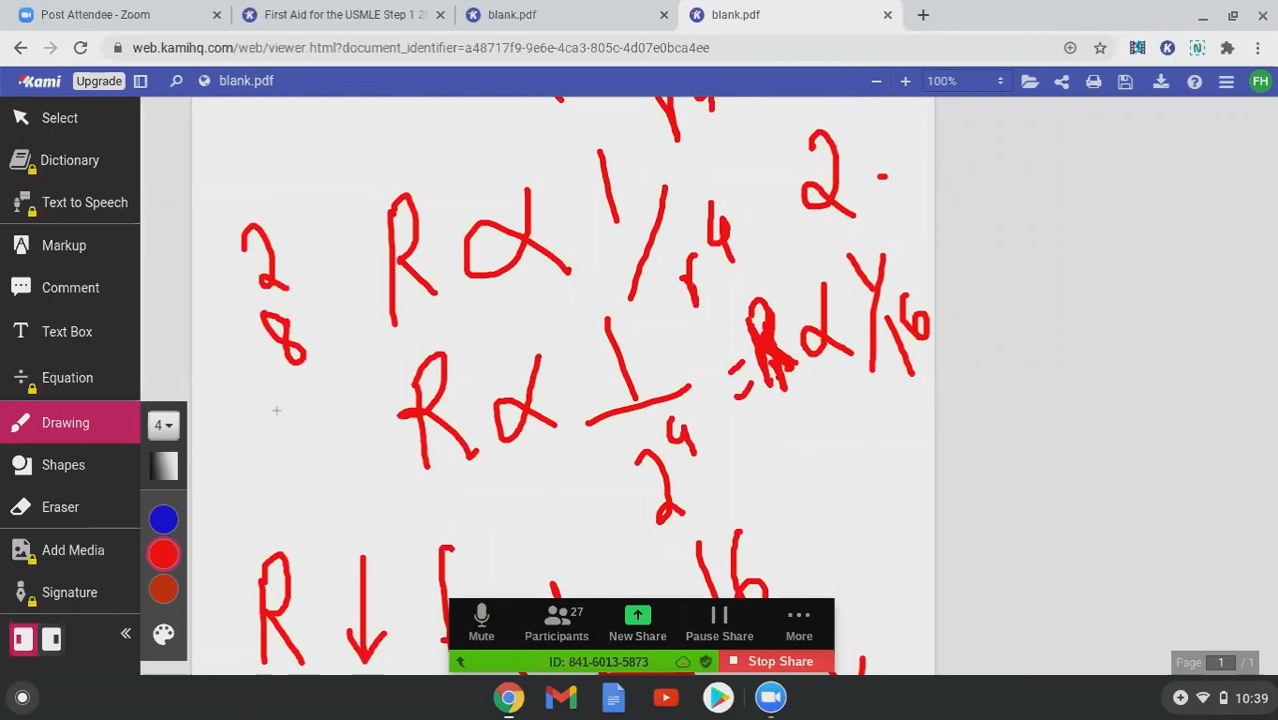 Post Attendee - Zoom
First Aid for the USMLE Step 1 2
blank.pdf
blank.pdf
web.kamihq.com/web/viewer.html?document_identifier=a48717f9-9e6e-4ca3-805c-4d07e0bca4ee
Kami
Upgrade
blank.pdf
100%
FH
Select
Dictionary
Text to Speech
Markup
Comment
Text Box
Equation
Drawing
4
Shapes
Eraser
Add Media
Signature
2 -
R α 1/r4
2
8
R α 1/16
R α 1
24
R ↓
16
Mute
Participants
27
New Share
Pause Share
More
ID: 841-6013-5873
Stop Share
Page 1 / 1
10:39